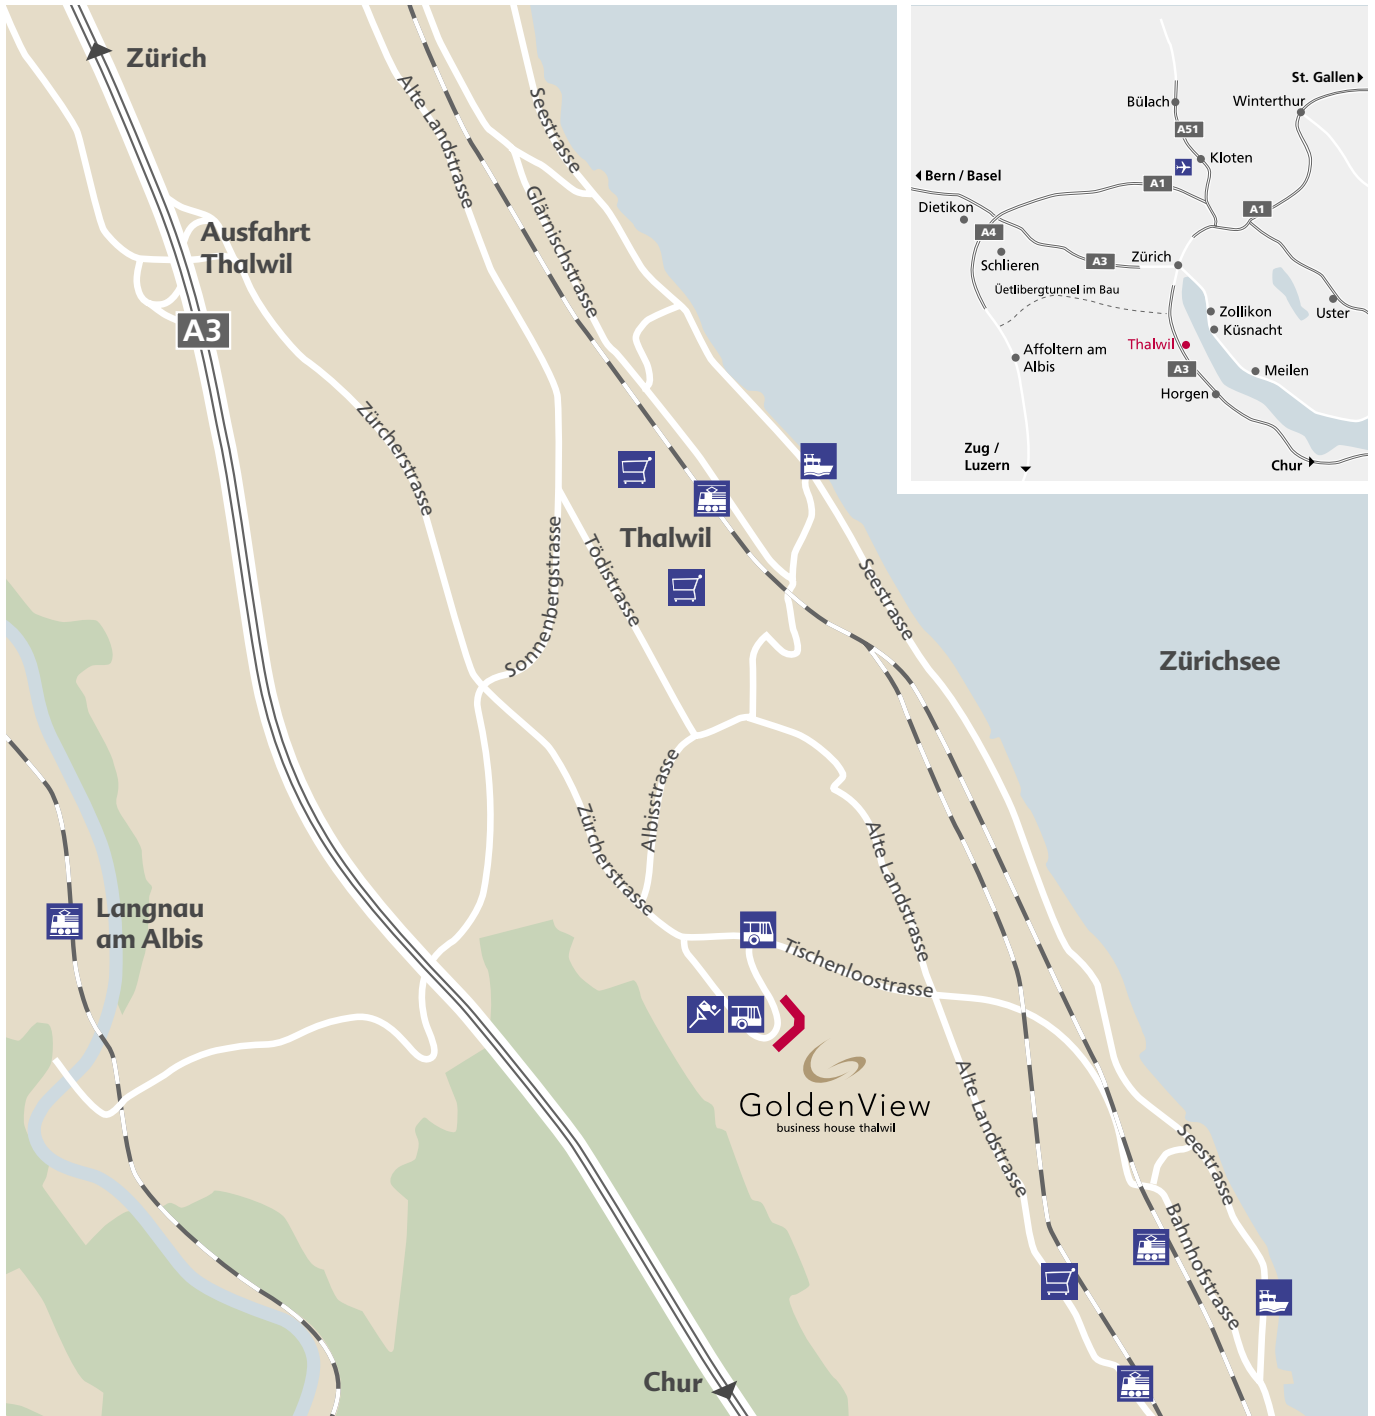 Zürich
Ausfahrt
Thalwil
A3
Alte Landstrasse
Seestrasse
Glärnischstrasse
Zürcherstrasse
Thalwil
Sonnenbergstrasse
Tödistrasse
Seestrasse
Zürichsee
Albisstrasse
Zürcherstrasse
Alte Landstrasse
Langnau
am Albis
Tischenloostrasse
GoldenView
business house thalwil
Alte Landstrasse
Seestrasse
Bahnhofstrasse
Chur
St. Gallen
Bülach
Winterthur
A51
Kloten
Bern / Basel
A1
Dietikon
A1
A4
Schlieren
A3
Zürich
Üetlibergtunnel im Bau
Zollikon
Küsnacht
Uster
Thalwil
Affoltern am
Albis
A3
Meilen
Horgen
Zug /
Luzern
Chur